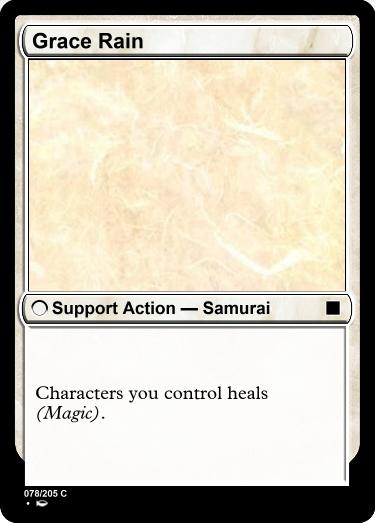 Grace Rain
Support Action — Samurai
Characters you control heals
(Magic).
078/205 C